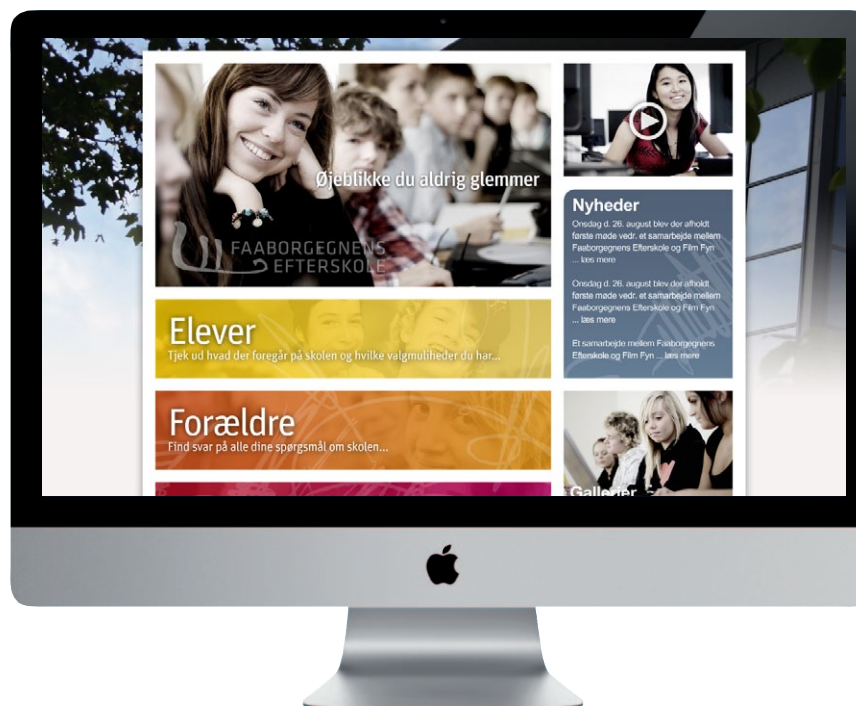 Øjeblikke du aldrig glemmer
FAABORGEGNENS
EFTERSKOLE
Elever
Tjek ud hvad der foregår på skolen og hvilke valgmuligheder du har...
Forældre
Find svar på alle dine spørgsmål om skolen...
Nyheder
Onsdag d. 26. august blev der afholdt
første møde vedr. et samarbejde mellem
Faaborgegnens Efterskole og Film Fyn
... læs mere
Onsdag d. 26. august blev der afholdt
første møde vedr. et samarbejde mellem
Faaborgegnens Efterskole og Film Fyn
... læs mere
Et samarbejde mellem Faaborgegnens
Efterskole og Film Fyn ... læs mere
Gallerier